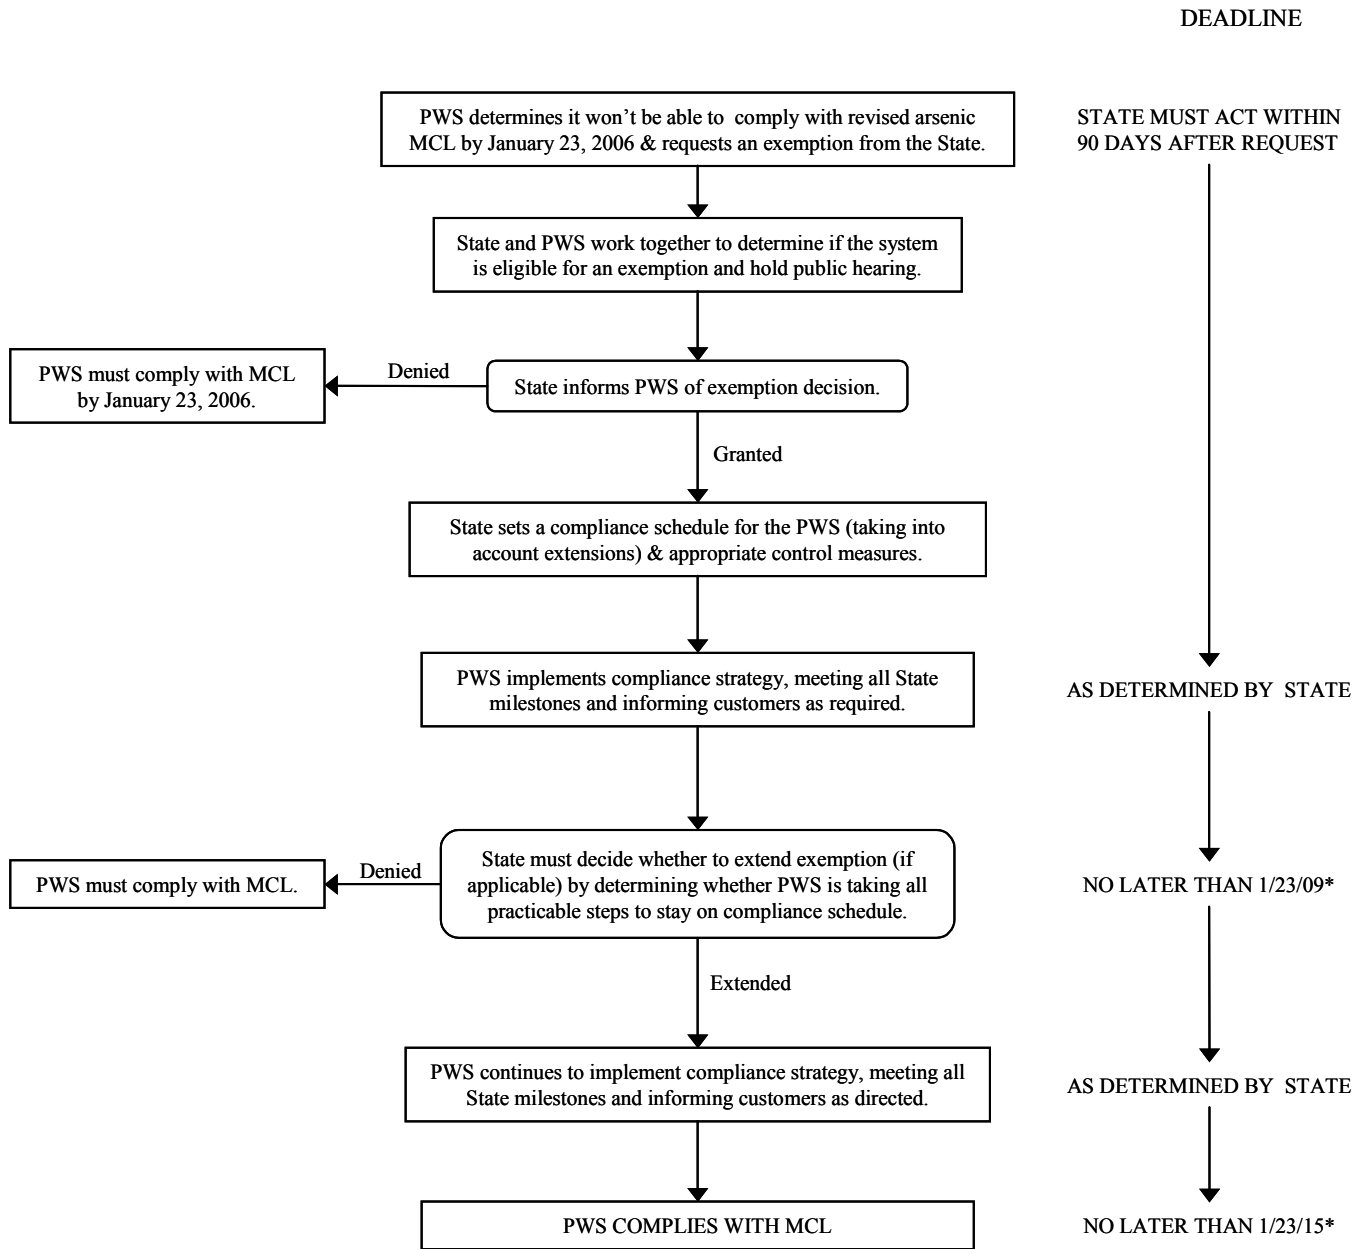 DEADLINE
PWS determines it won't be able to comply with revised arsenic
MCL by January 23, 2006 & requests an exemption from the State.
STATE MUST ACT WITHIN
90 DAYS AFTER REQUEST
State and PWS work together to determine if the system
is eligible for an exemption and hold public hearing.
PWS must comply with MCL
by January 23, 2006.
Denied
State informs PWS of exemption decision.
Granted
State sets a compliance schedule for the PWS (taking into
account extensions) & appropriate control measures.
PWS implements compliance strategy, meeting all State
milestones and informing customers as required.
AS DETERMINED BY STATE
PWS must comply with MCL.
Denied
State must decide whether to extend exemption (if
applicable) by determining whether PWS is taking all
practicable steps to stay on compliance schedule.
NO LATER THAN 1/23/09*
Extended
PWS continues to implement compliance strategy, meeting all
State milestones and informing customers as directed.
AS DETERMINED BY STATE
PWS COMPLIES WITH MCL
NO LATER THAN 1/23/15*